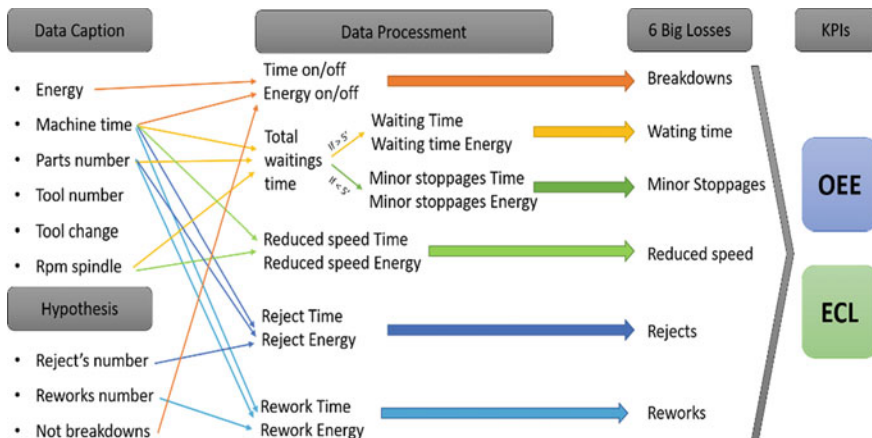 Data Caption
Data Processment
6 Big Losses
KPIs
• Energy
• Machine time
• Parts number
• Tool number
• Tool change
• Rpm spindle
Hypothesis
• Reject's number
• Reworks number
• Not breakdowns
Time on/off
Energy on/off
Total
waitings
time
If > 5'
If < 5'
Waiting Time
Waiting time Energy
Minor stoppages Time
Minor stoppages Energy
Reduced speed Time
Reduced speed Energy
Reject Time
Reject Energy
Rework Time
Rework Energy
Breakdowns
Wating time
Minor Stoppages
Reduced speed
Rejects
Reworks
OEE
ECL